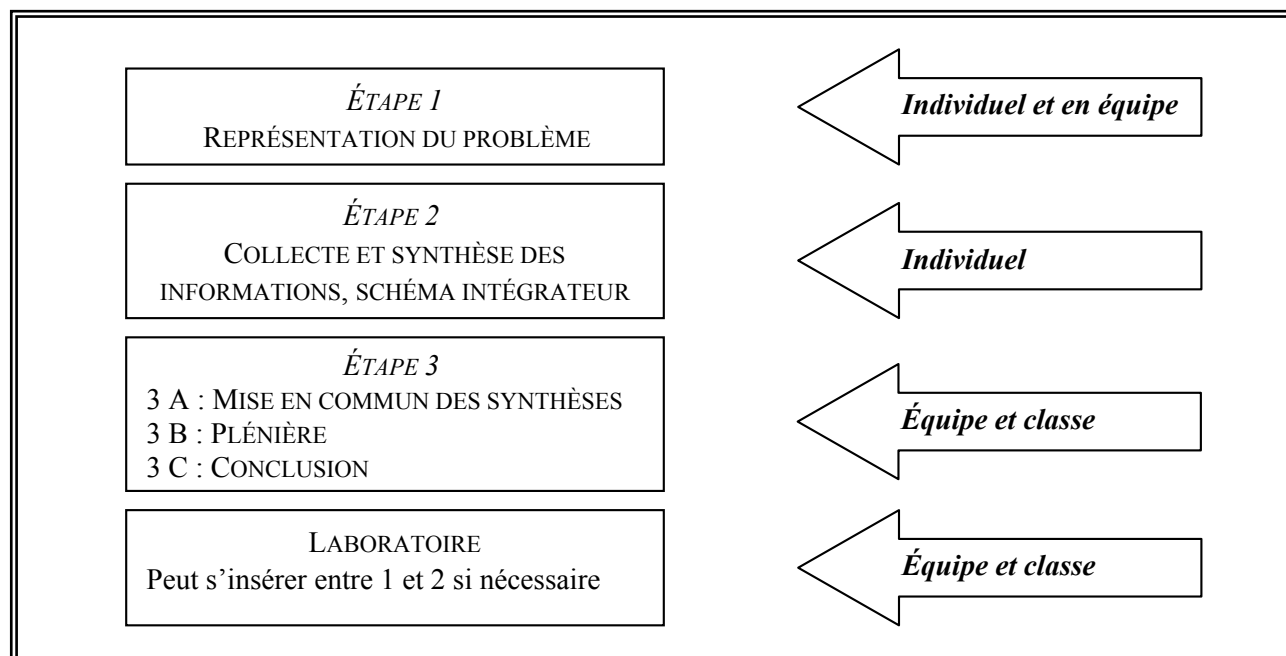 ÉTAPE 1
REPRÉSENTATION DU PROBLÈME
Individuel et en équipe
ÉTAPE 2
COLLECTE ET SYNTHÈSE DES
INFORMATIONS, SCHÉMA INTÉGRATEUR
Individuel
ÉTAPE 3
3 A : MISE EN COMMUN DES SYNTHÈSES
3 B : PLÉNIÈRE
3 C : CONCLUSION
Équipe et classe
LABORATOIRE
Peut s'insérer entre 1 et 2 si nécessaire
Équipe et classe